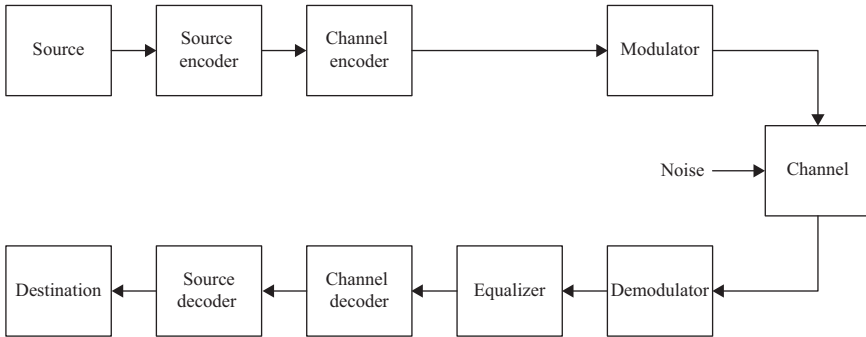 Source
Source
encoder
Channel
encoder
Modulator
Noise
Channel
Destination
Source
decoder
Channel
decoder
Equalizer
Demodulator